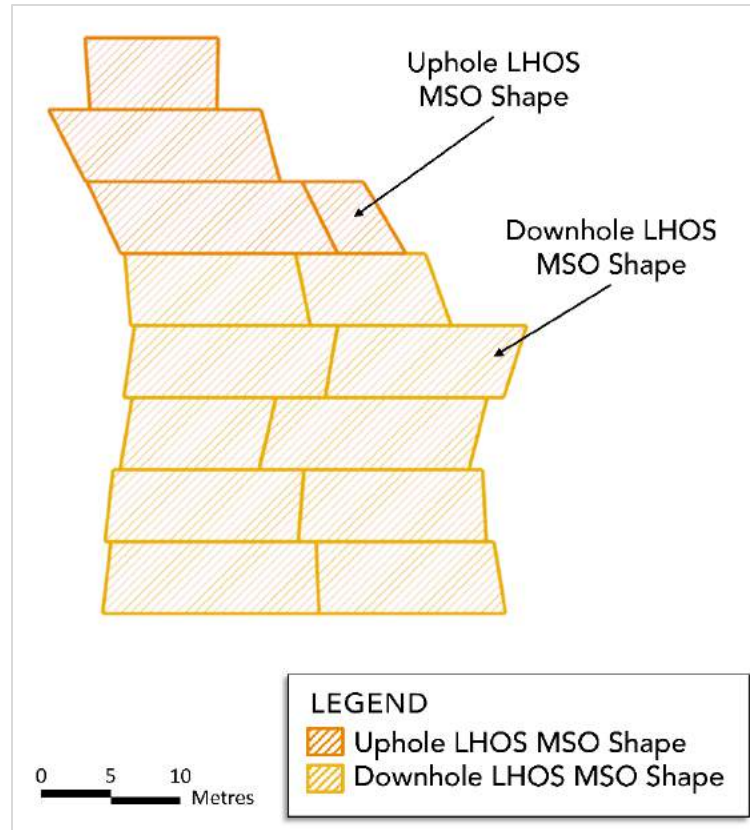 Uphole LHOS
MSO Shape
Downhole LHOS
MSO Shape
LEGEND
Uphole LHOS MSO Shape
Downhole LHOS MSO Shape
0 5 10
Metres